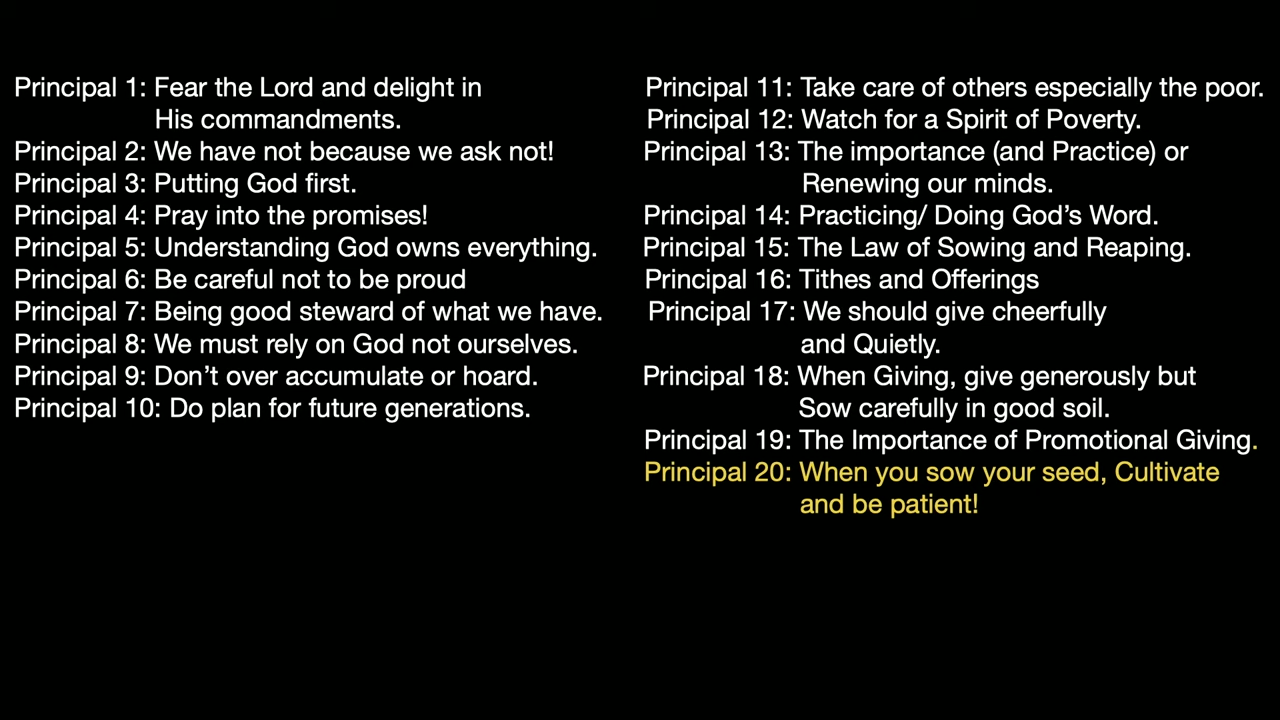 Principal 1: Fear the Lord and delight in
His commandments.
Principal 2: We have not because we ask not!
Principal 3: Putting God first.
Principal 4: Pray into the promises!
Principal 5: Understanding God owns everything.
Principal 6: Be careful not to be proud
Principal 7: Being good steward of what we have.
Principal 8: We must rely on God not ourselves.
Principal 9: Don’t over accumulate or hoard.
Principal 10: Do plan for future generations.
Principal 11: Take care of others especially the poor.
Principal 12: Watch for a Spirit of Poverty.
Principal 13: The importance (and Practice) or
Renewing our minds.
Principal 14: Practicing/ Doing God’s Word.
Principal 15: The Law of Sowing and Reaping.
Principal 16: Tithes and Offerings
Principal 17: We should give cheerfully
and Quietly.
Principal 18: When Giving, give generously but
Sow carefully in good soil.
Principal 19: The Importance of Promotional Giving.
Principal 20: When you sow your seed, Cultivate
and be patient!